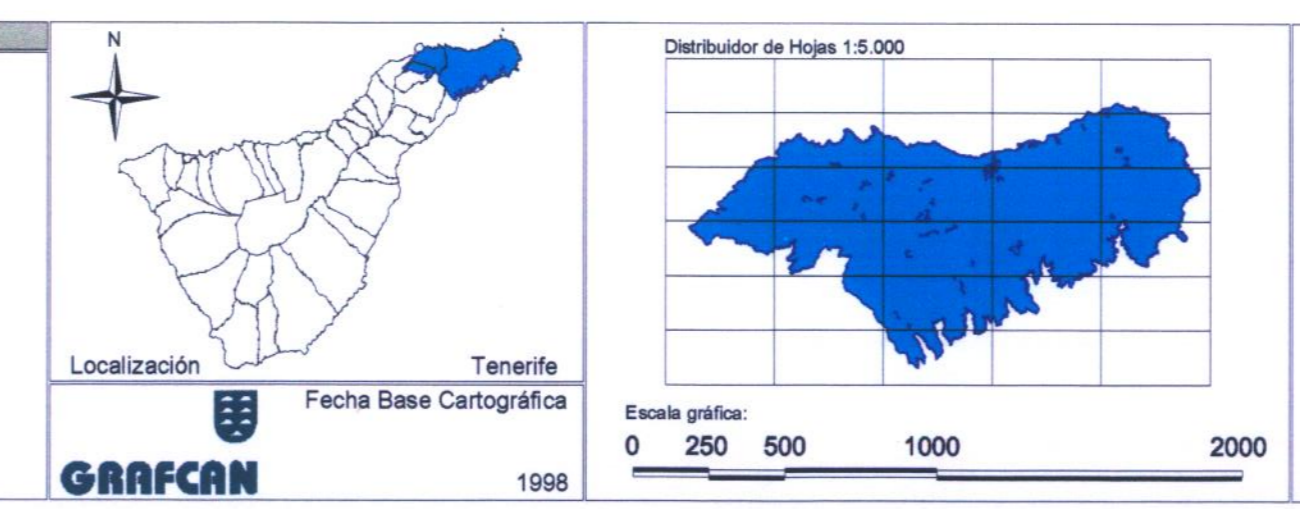 N
Localización
Tenerife
Fecha Base Cartográfica
GRAFCAN
1998
Distribuidor de Hojas 1:5.000
Escala gráfica:
0 250 500 1000 2000